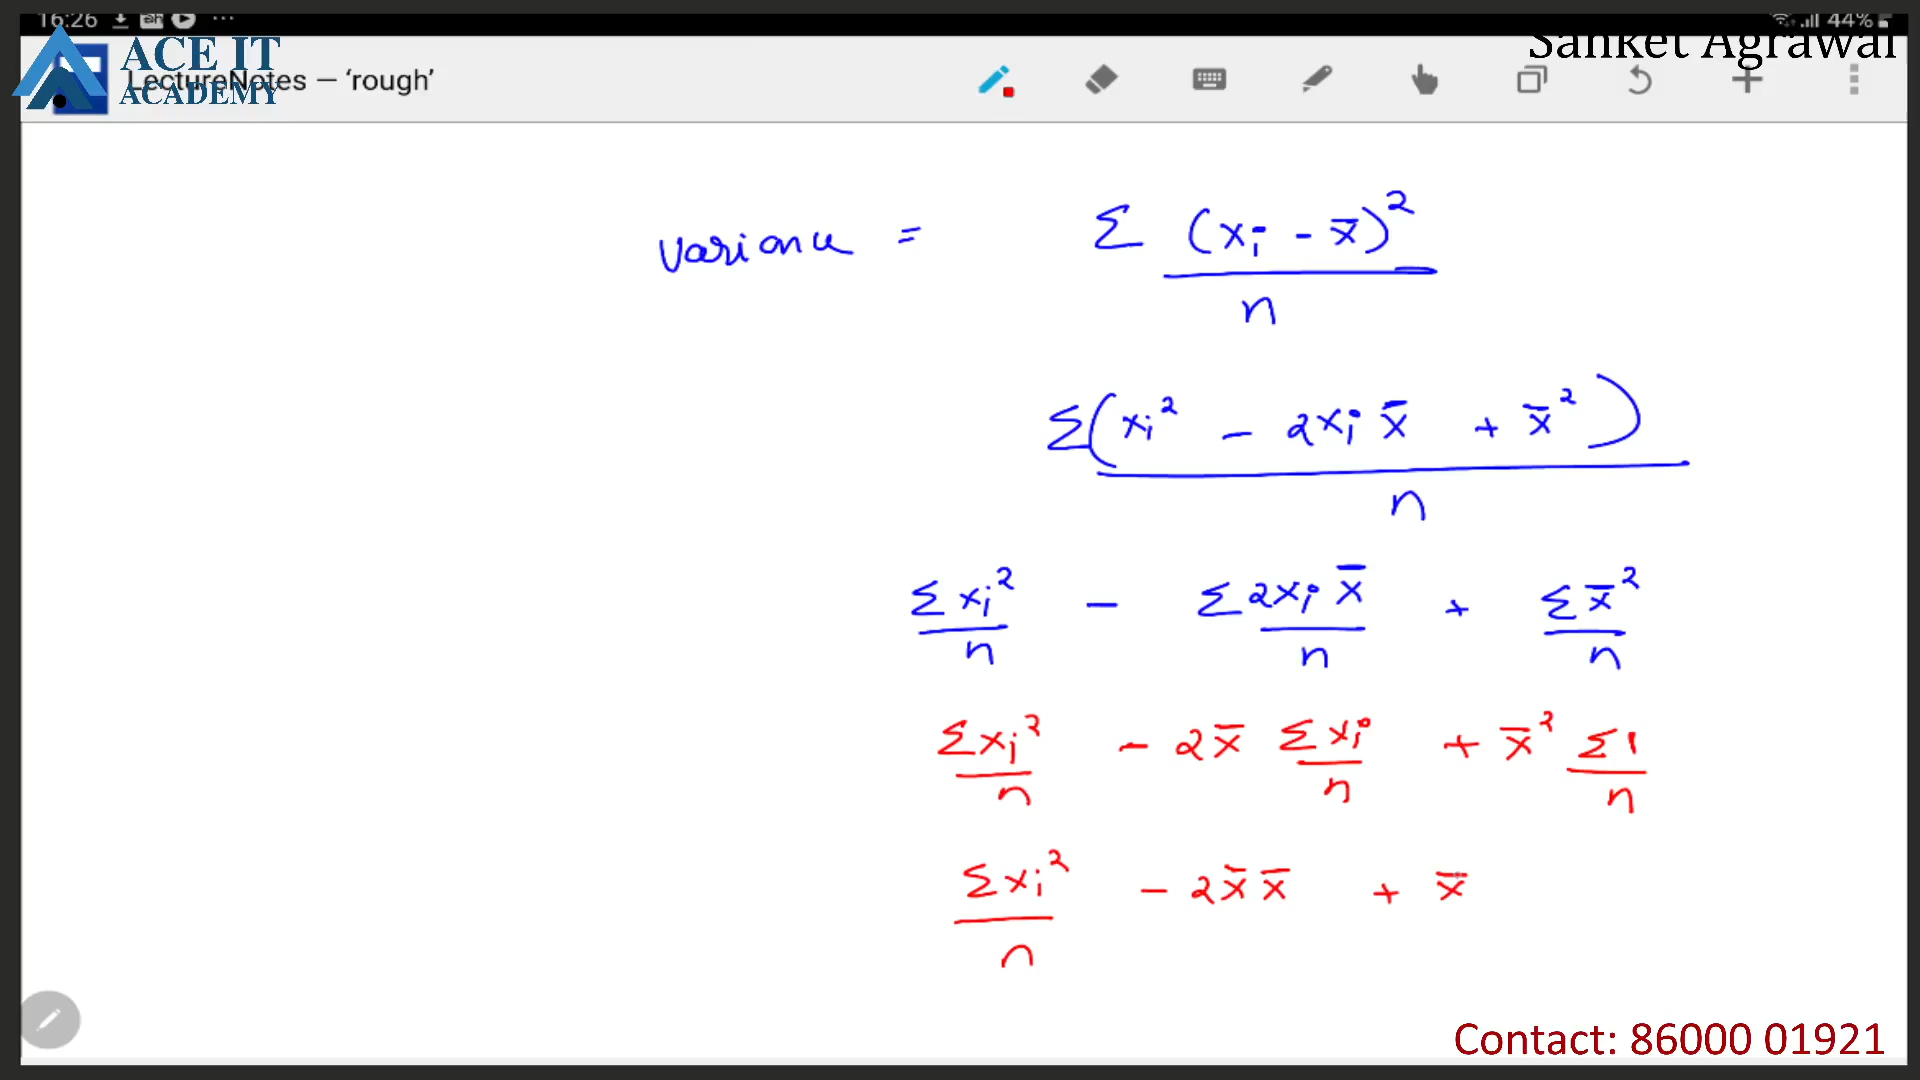 16:26 44%
Sanket Agrawal
ACE IT
ACADEMY
LectureNotes — ‘rough’
variance = Σ (xi - x̄)²
n
Σ(xi² - 2xi x̄ + x̄²)
n
Σxi² - Σ2xi x̄ + Σx̄²
n n n
Σxi² - 2x̄ Σxi + x̄² Σ1
n n n
Σxi² - 2x̄ x̄ + x̄
n
Contact: 86000 01921